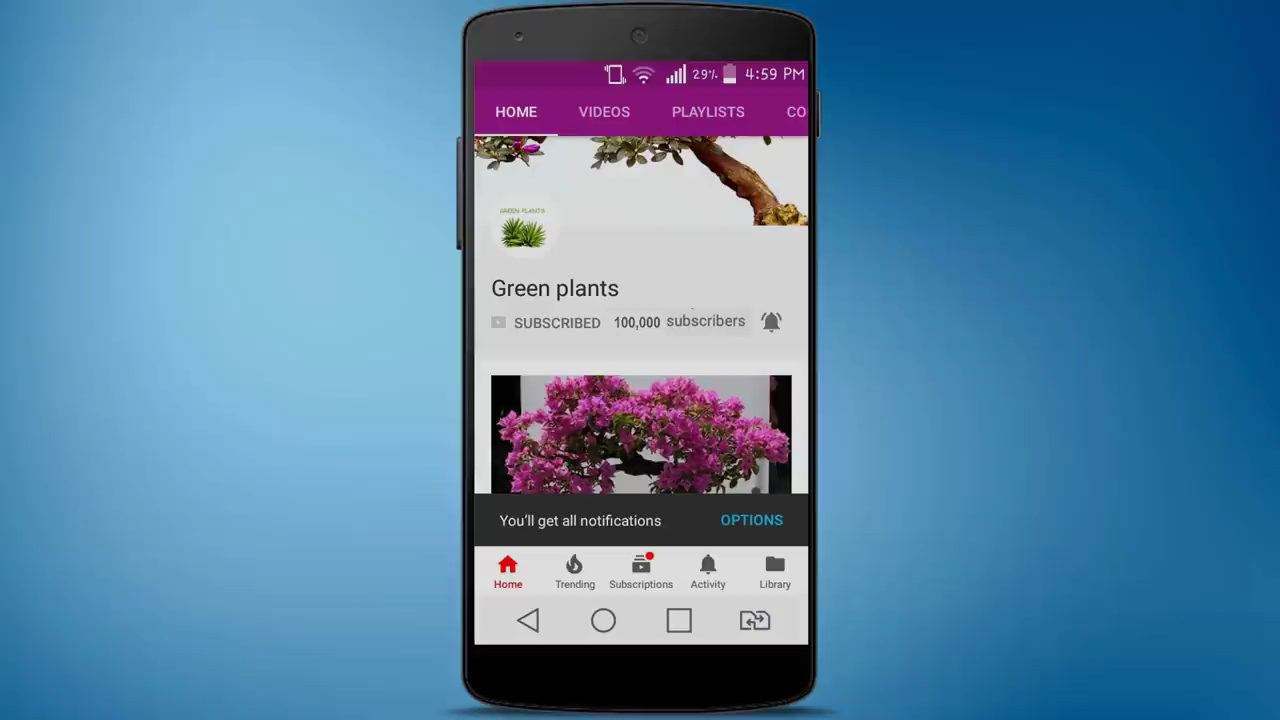 29% 4:59 PM
HOME VIDEOS PLAYLISTS CO
GREEN PLANTS
Green plants
SUBSCRIBED 100,000 subscribers
You'll get all notifications OPTIONS
Home Trending Subscriptions Activity Library